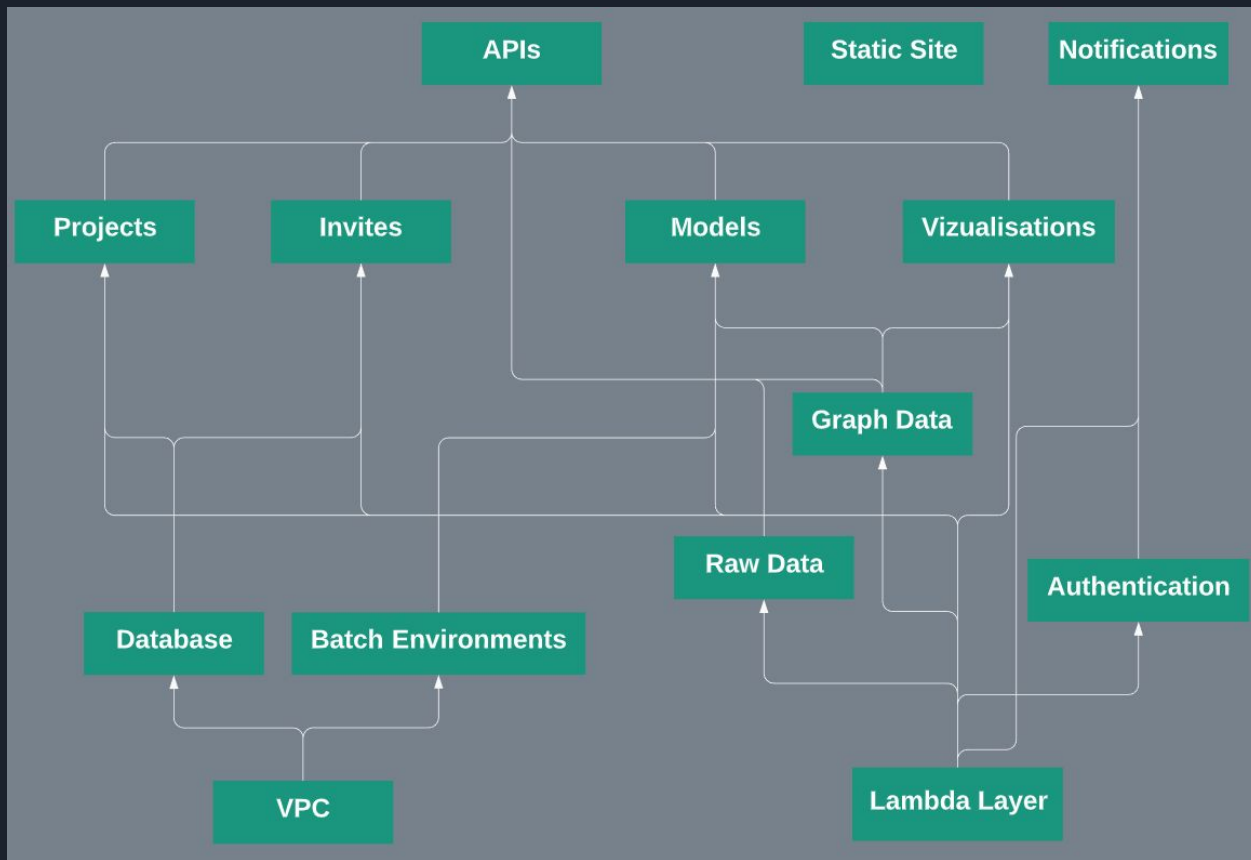 APIs
Static Site
Notifications
Projects
Invites
Models
Vizualisations
Graph Data
Raw Data
Authentication
Database
Batch Environments
VPC
Lambda Layer